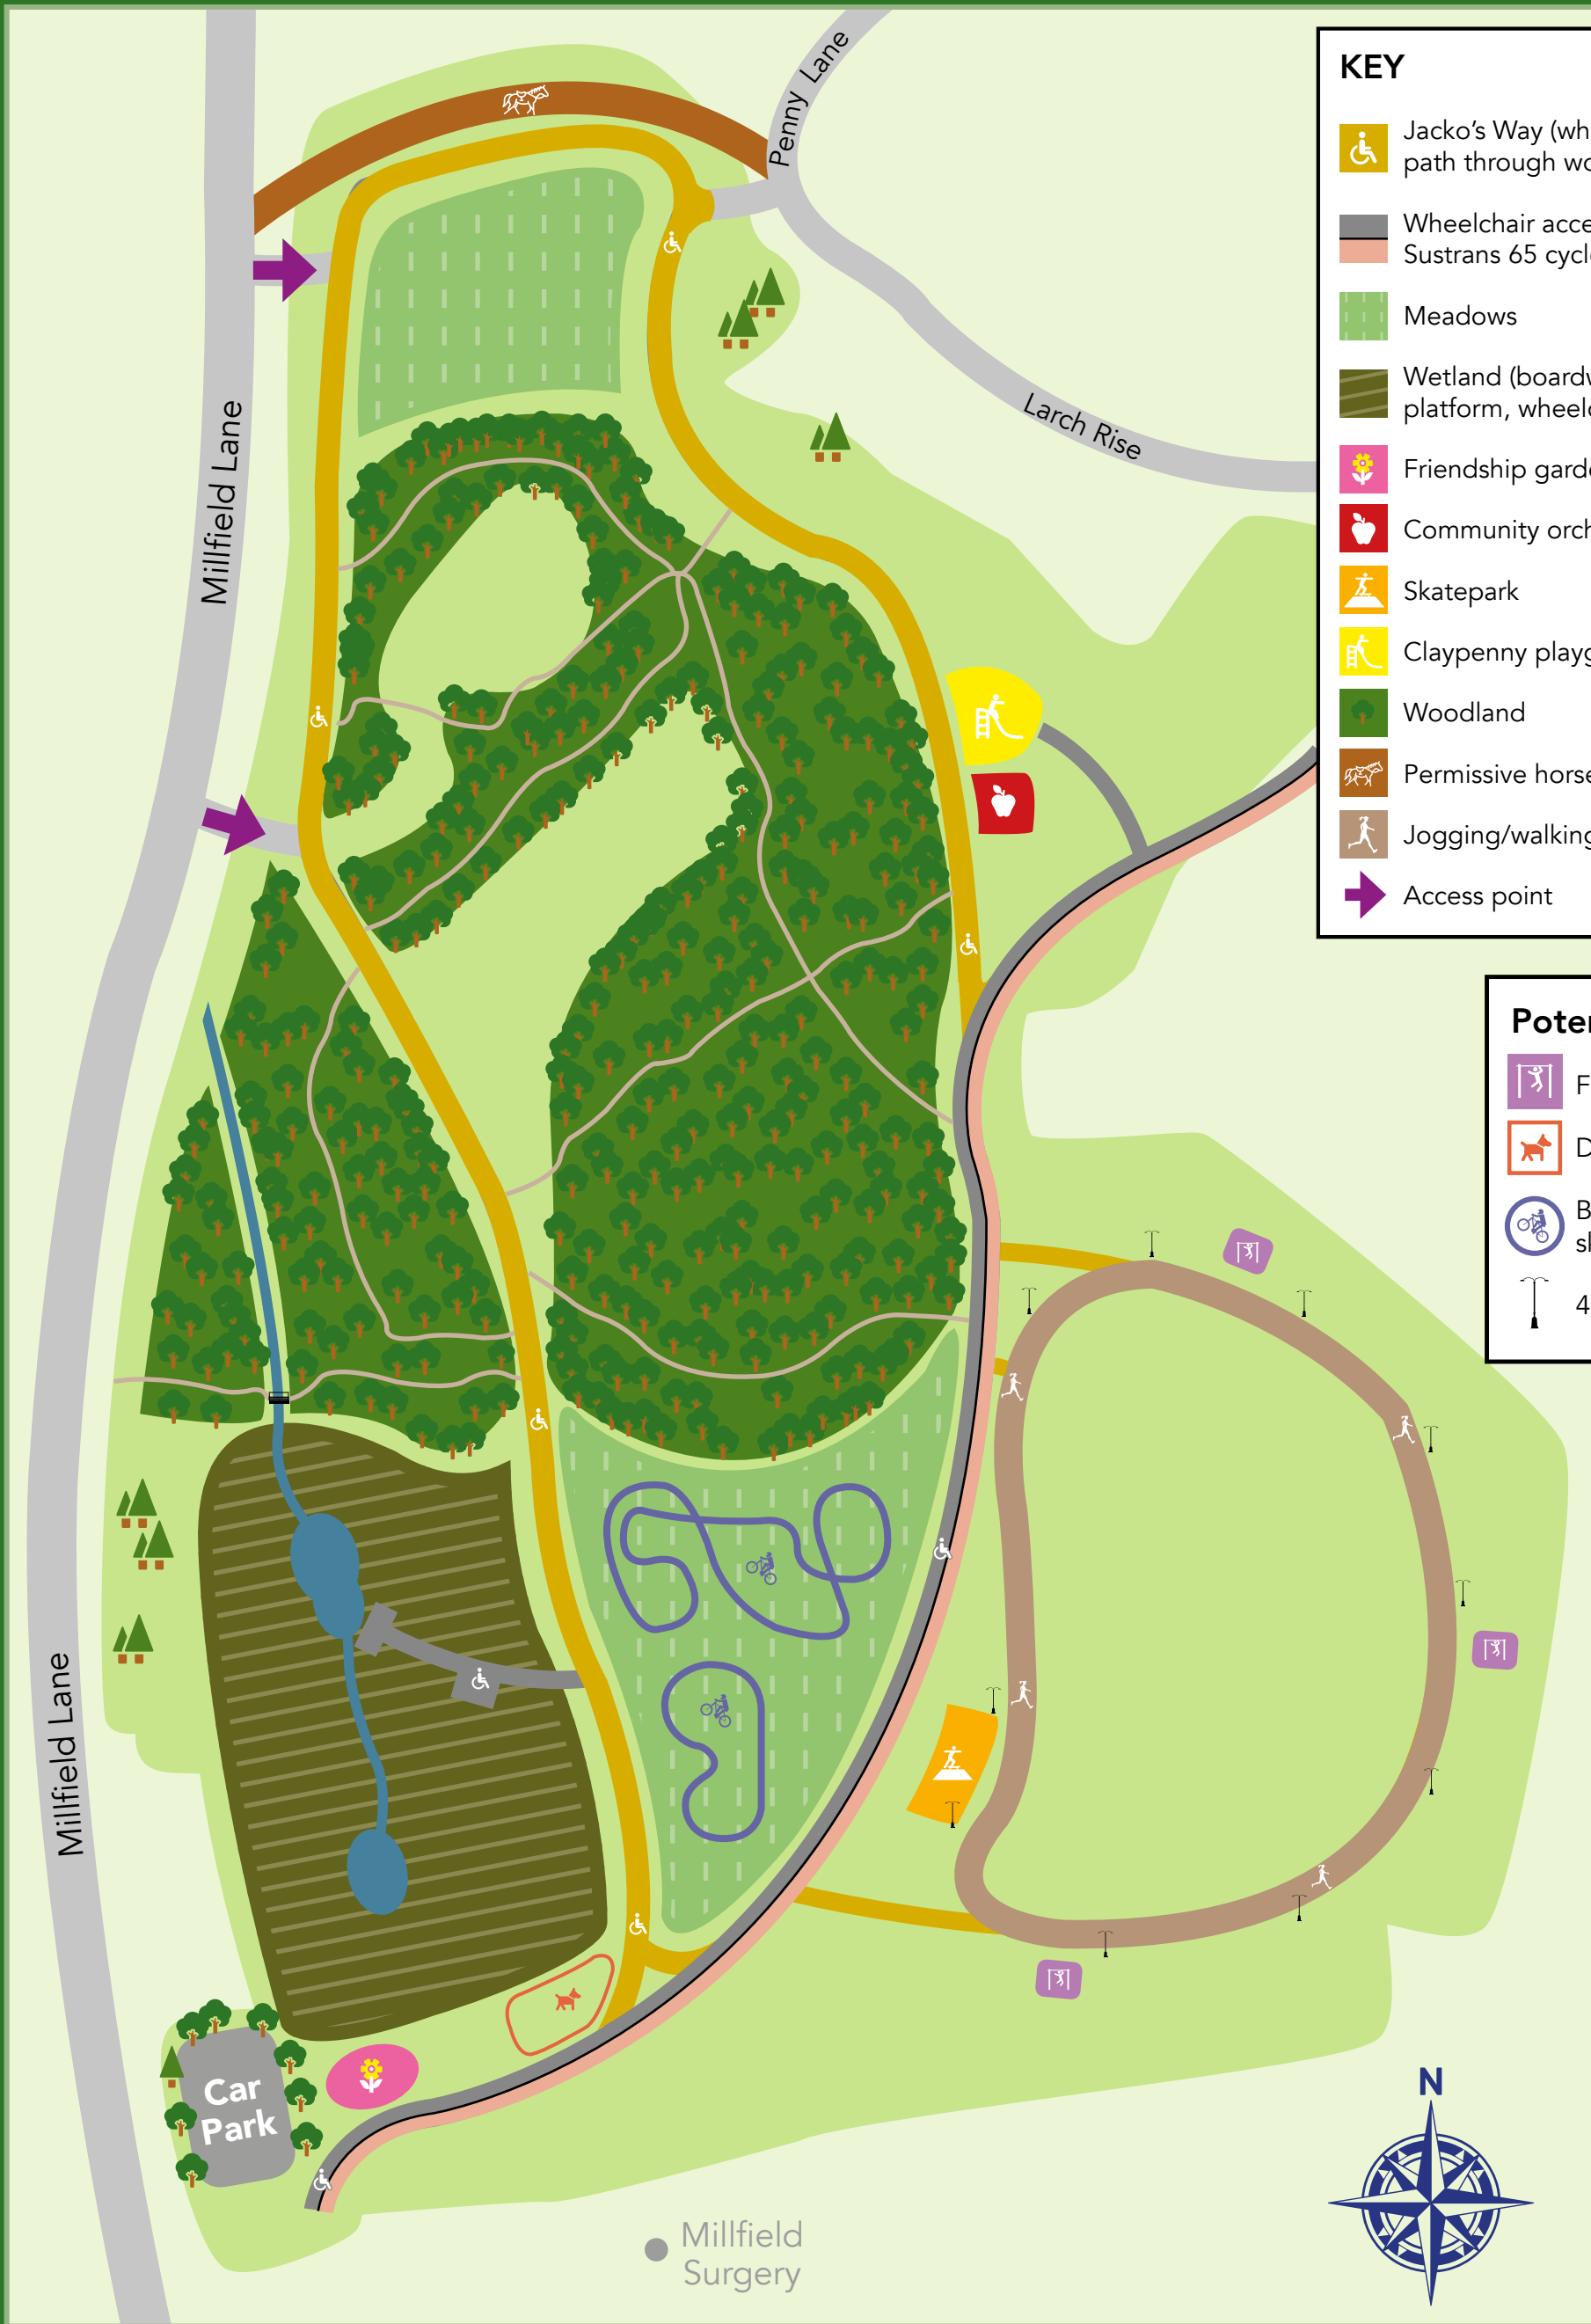 Penny Lane
Millfield Lane
Larch Rise
KEY
Jacko's Way (wh
path through wo
Wheelchair acce
Sustrans 65 cycl
Meadows
Wetland (boardw
platform, wheelc
Friendship garde
Community orch
Skatepark
Claypenny playg
Woodland
Permissive horse
Jogging/walking
Access point
Poten
F
D
B
sl
4
Millfield Lane
Car
Park
N
Millfield
Surgery